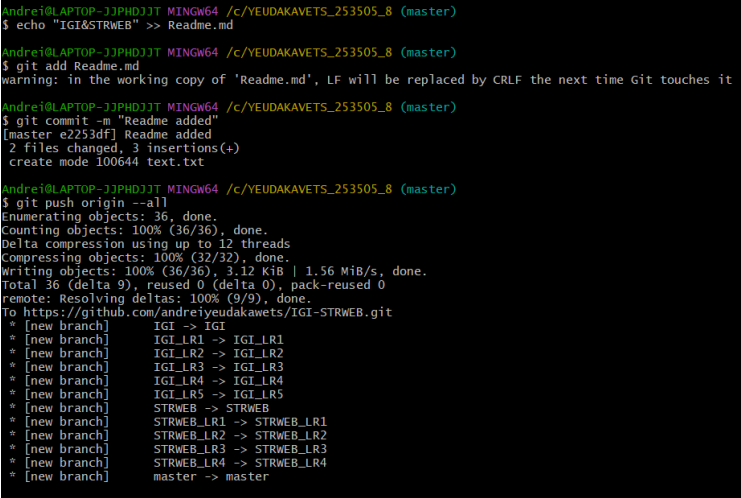 Andrei@LAPTOP-JJPHDJJT MINGW64 /c/YEUDAKAVETS_253505_8 (master)
$ echo "IGI&STRWEB" >> Readme.md
Andrei@LAPTOP-JJPHDJJT MINGW64 /c/YEUDAKAVETS_253505_8 (master)
$ git add Readme.md
warning: in the working copy of 'Readme.md', LF will be replaced by CRLF the next time Git touches it
Andrei@LAPTOP-JJPHDJJT MINGW64 /c/YEUDAKAVETS_253505_8 (master)
$ git commit -m "Readme added"
[master e2253df] Readme added
 2 files changed, 3 insertions(+)
 create mode 100644 text.txt
Andrei@LAPTOP-JJPHDJJT MINGW64 /c/YEUDAKAVETS_253505_8 (master)
$ git push origin --all
Enumerating objects: 36, done.
Counting objects: 100% (36/36), done.
Delta compression using up to 12 threads
Compressing objects: 100% (32/32), done.
Writing objects: 100% (36/36), 3.12 KiB | 1.56 MiB/s, done.
Total 36 (delta 9), reused 0 (delta 0), pack-reused 0
remote: Resolving deltas: 100% (9/9), done.
To https://github.com/andreiyeudakawets/IGI-STRWEB.git
 * [new branch]      IGI -> IGI
 * [new branch]      IGI_LR1 -> IGI_LR1
 * [new branch]      IGI_LR2 -> IGI_LR2
 * [new branch]      IGI_LR3 -> IGI_LR3
 * [new branch]      IGI_LR4 -> IGI_LR4
 * [new branch]      IGI_LR5 -> IGI_LR5
 * [new branch]      STRWEB -> STRWEB
 * [new branch]      STRWEB_LR1 -> STRWEB_LR1
 * [new branch]      STRWEB_LR2 -> STRWEB_LR2
 * [new branch]      STRWEB_LR3 -> STRWEB_LR3
 * [new branch]      STRWEB_LR4 -> STRWEB_LR4
 * [new branch]      master -> master